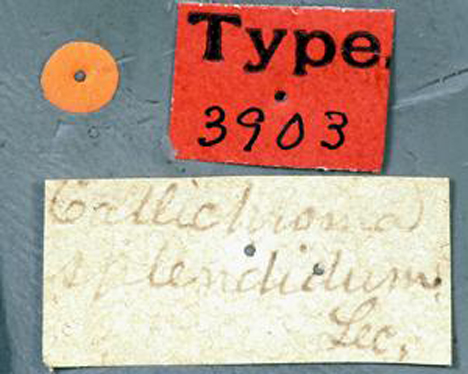 Type.
3903
Callichroma
splendidum
Lec.